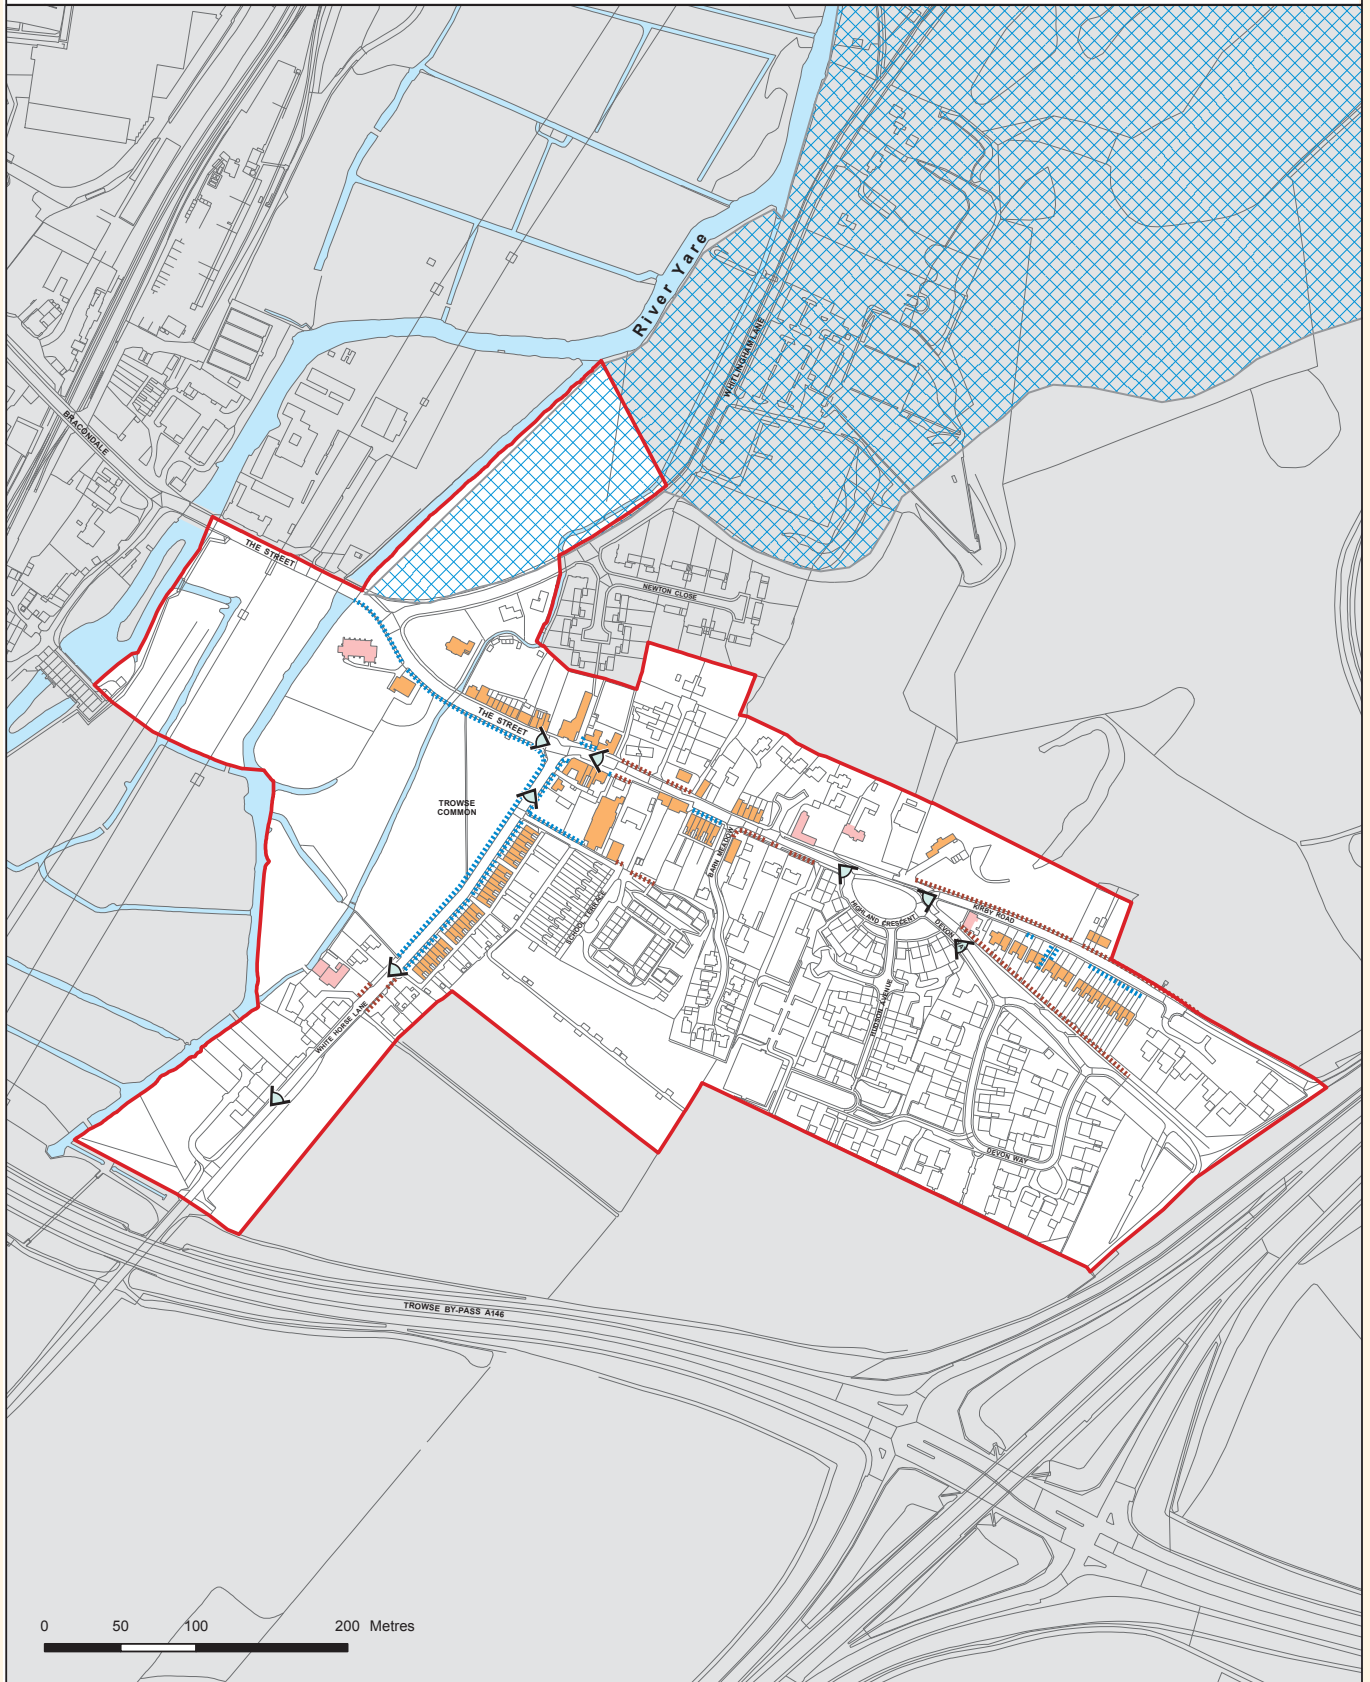 River Yare
WHITLINGHAM LANE
BRACONDALE
THE STREET
NEWTON CLOSE
THE STREET
TROWSE
COMMON
BARN MEADOW
SCHOOL TERRACE
HIGHLAND CRESCENT
KIRBY ROAD
DEVON
HUDSON AVENUE
WHITE HORSE LANE
DEVON WAY
TROWSE BY-PASS A146
0 50 100 200 Metres